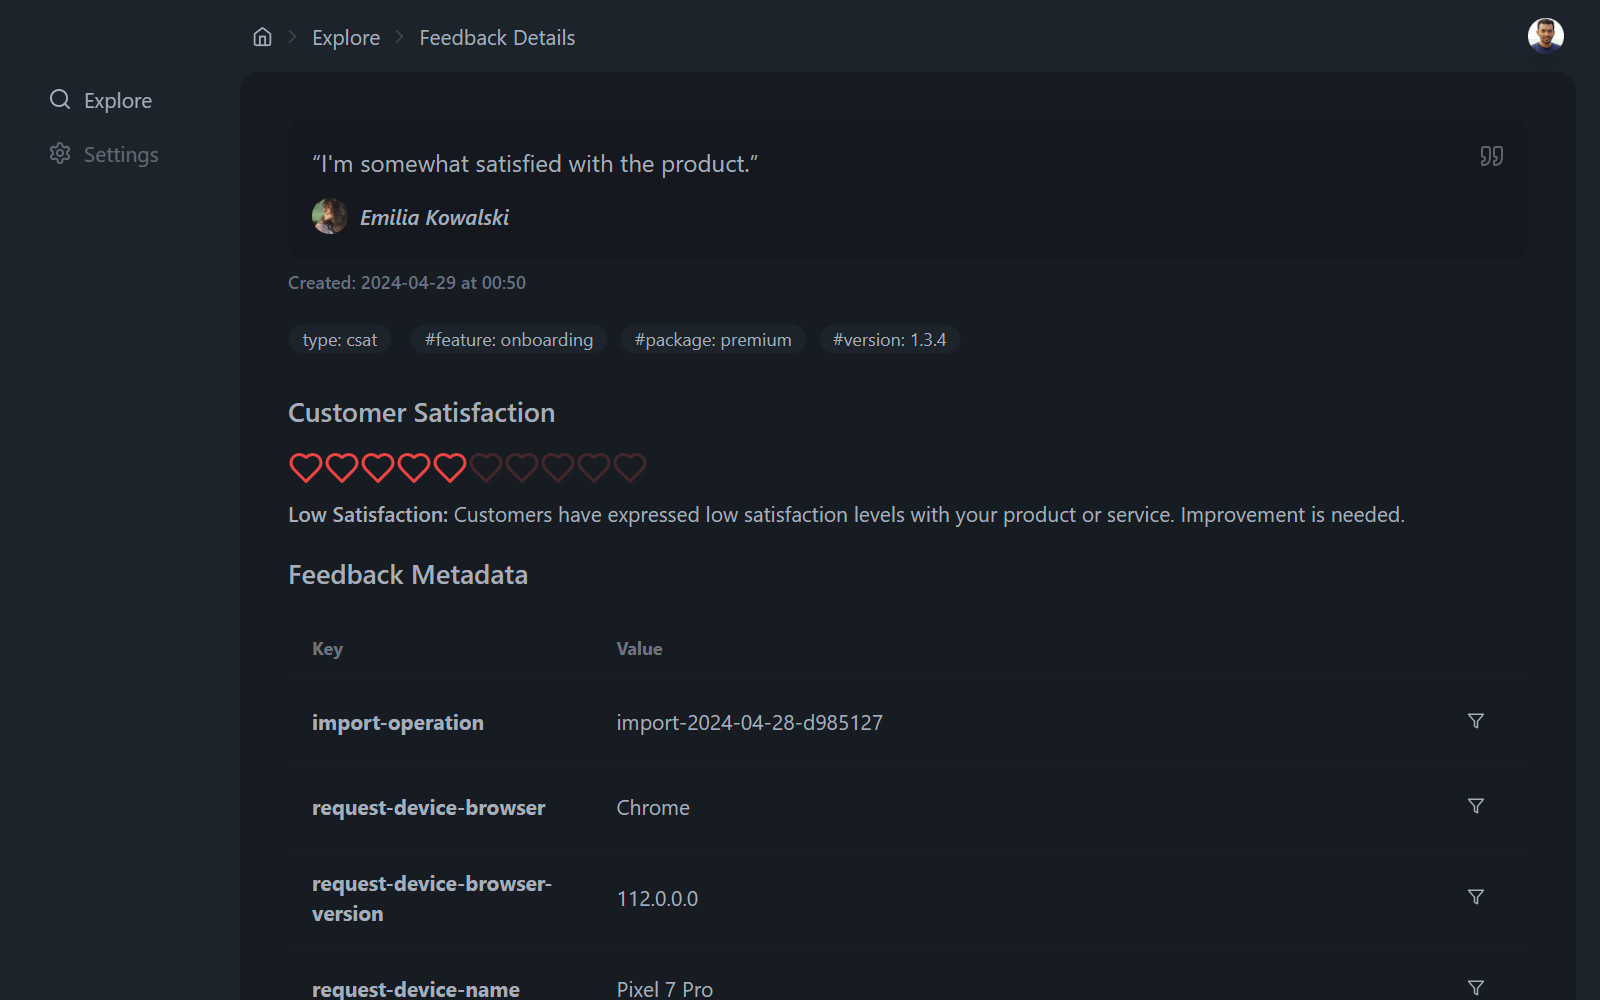 Explore
Feedback Details
Explore
Settings
“I'm somewhat satisfied with the product.”
Emilia Kowalski
Created: 2024-04-29 at 00:50
type: csat
#feature: onboarding
#package: premium
#version: 1.3.4
Customer Satisfaction
Low Satisfaction: Customers have expressed low satisfaction levels with your product or service. Improvement is needed.
Feedback Metadata
Key
Value
import-operation
import-2024-04-28-d985127
request-device-browser
Chrome
request-device-browser-
version
112.0.0.0
request-device-name
Pixel 7 Pro